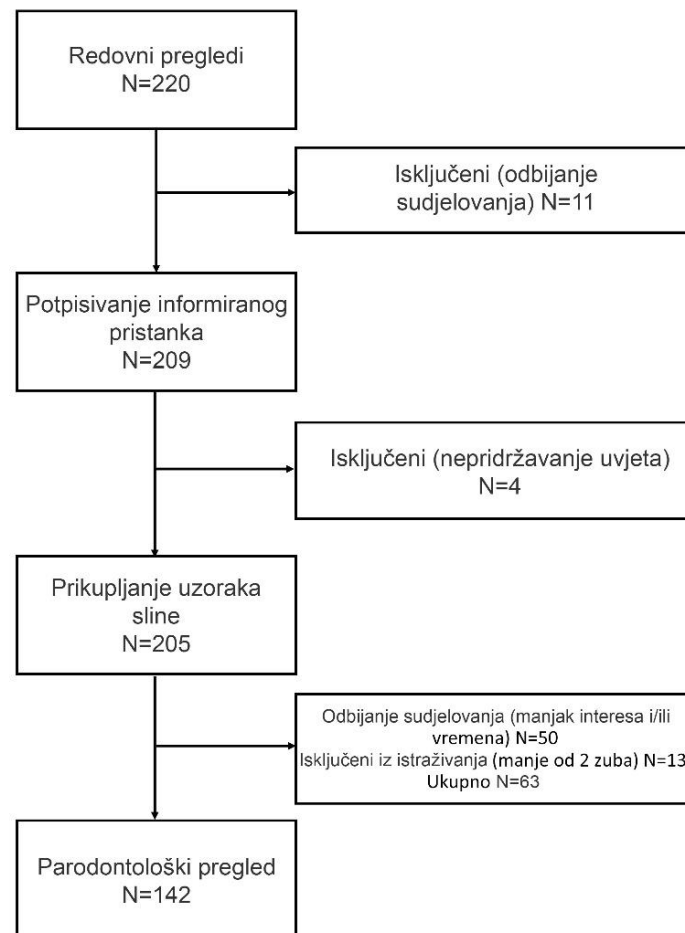 Redovni pregledi
N=220
Isključeni (odbijanje
sudjelovanja) N=11
Potpisivanje informiranog
pristanka
N=209
Isključeni (nepridržavanje uvjeta)
N=4
Prikupljanje uzoraka
sline
N=205
Odbijanje sudjelovanja (manjak interesa i/ili
vremena) N=50
Isključeni iz istraživanja (manje od 2 zuba) N=13
Ukupno N=63
Parodontološki pregled
N=142